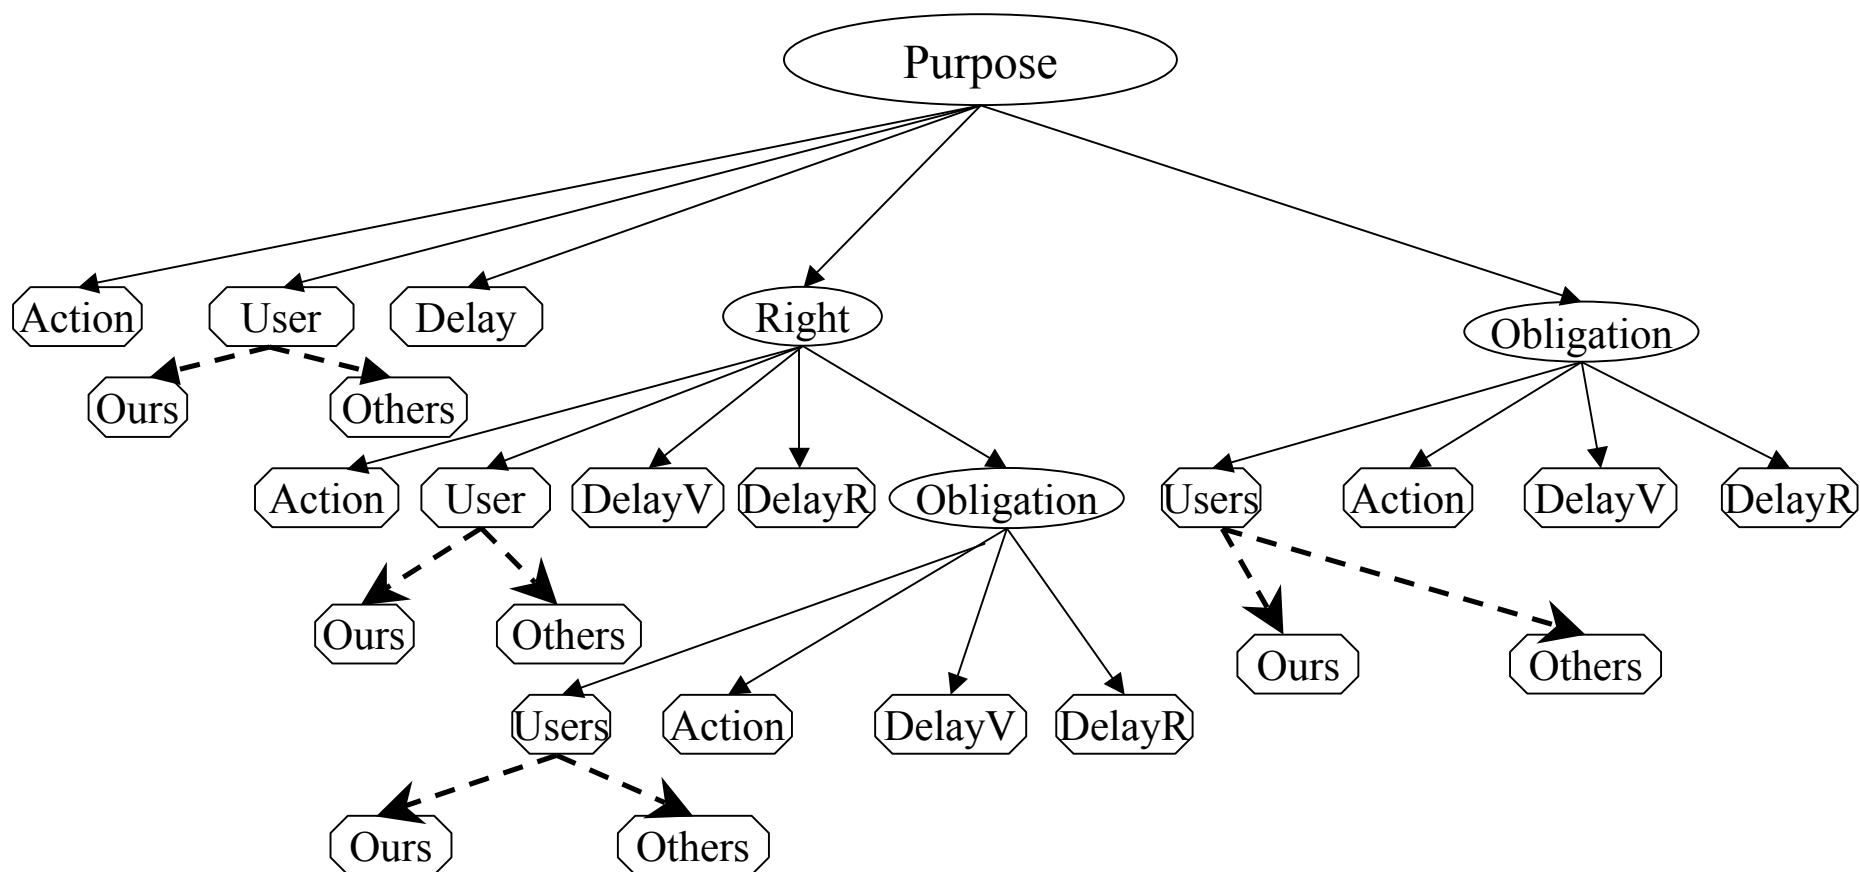 Purpose
Action
User
Delay
Right
Obligation
Ours
Others
Action
User
DelayV
DelayR
Obligation
Users
Action
DelayV
DelayR
Ours
Others
Ours
Others
Users
Action
DelayV
DelayR
Ours
Others